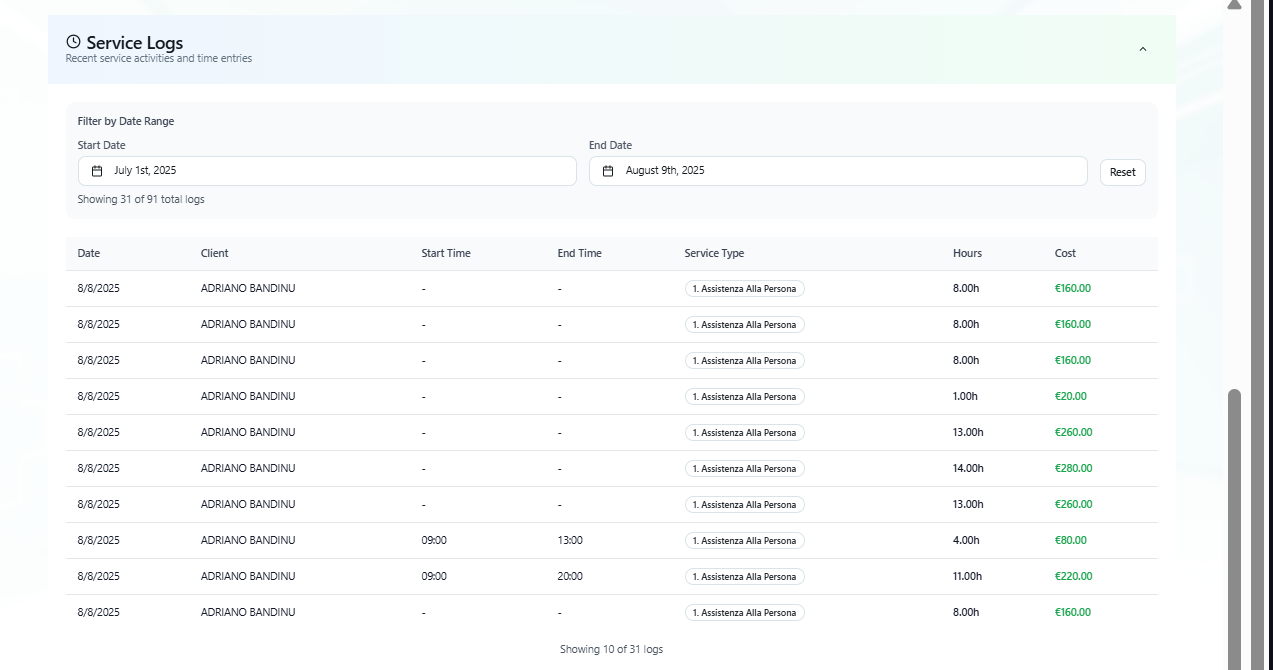 Service Logs
Recent service activities and time entries
Filter by Date Range
Start Date End Date
July 1st, 2025 August 9th, 2025 Reset
Showing 31 of 91 total logs
Date Client Start Time End Time Service Type Hours Cost
8/8/2025 ADRIANO BANDINU - - 1. Assistenza Alla Persona 8.00h €160.00
8/8/2025 ADRIANO BANDINU - - 1. Assistenza Alla Persona 8.00h €160.00
8/8/2025 ADRIANO BANDINU - - 1. Assistenza Alla Persona 8.00h €160.00
8/8/2025 ADRIANO BANDINU - - 1. Assistenza Alla Persona 1.00h €20.00
8/8/2025 ADRIANO BANDINU - - 1. Assistenza Alla Persona 13.00h €260.00
8/8/2025 ADRIANO BANDINU - - 1. Assistenza Alla Persona 14.00h €280.00
8/8/2025 ADRIANO BANDINU - - 1. Assistenza Alla Persona 13.00h €260.00
8/8/2025 ADRIANO BANDINU 09:00 13:00 1. Assistenza Alla Persona 4.00h €80.00
8/8/2025 ADRIANO BANDINU 09:00 20:00 1. Assistenza Alla Persona 11.00h €220.00
8/8/2025 ADRIANO BANDINU - - 1. Assistenza Alla Persona 8.00h €160.00
Showing 10 of 31 logs